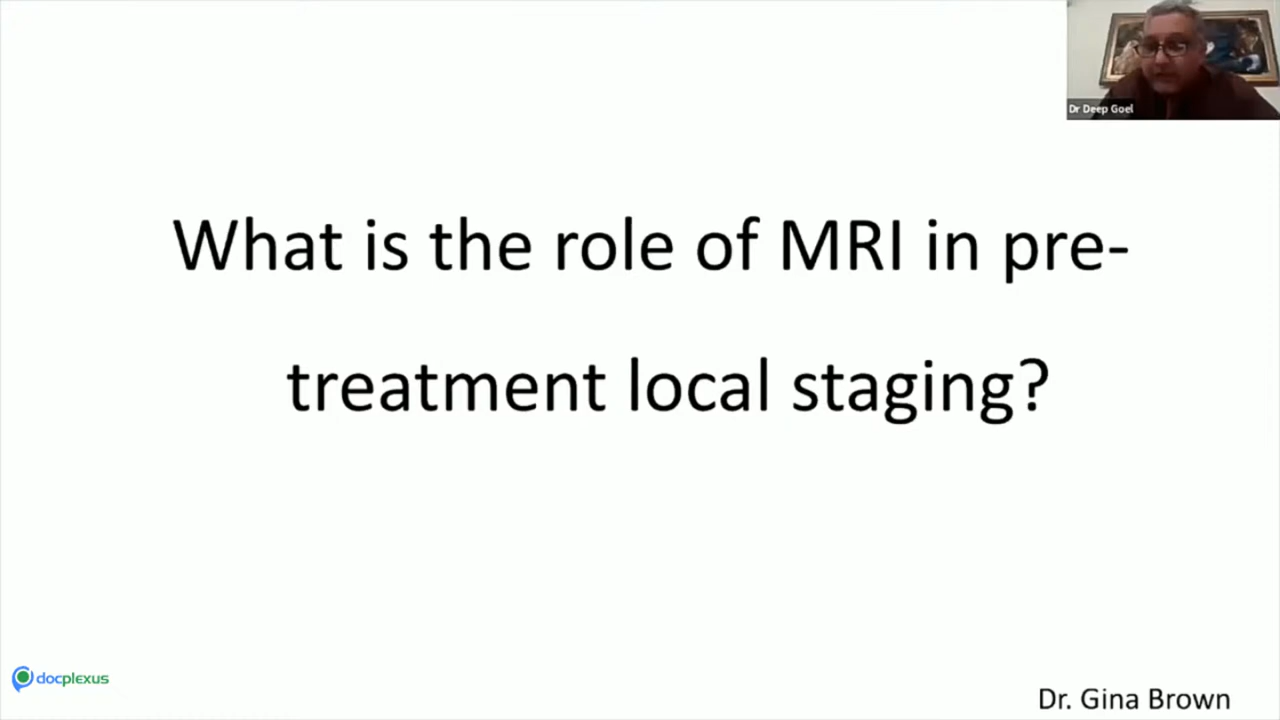 Dr Deep Goel
What is the role of MRI in pre-
treatment local staging?
docplexus
Dr. Gina Brown